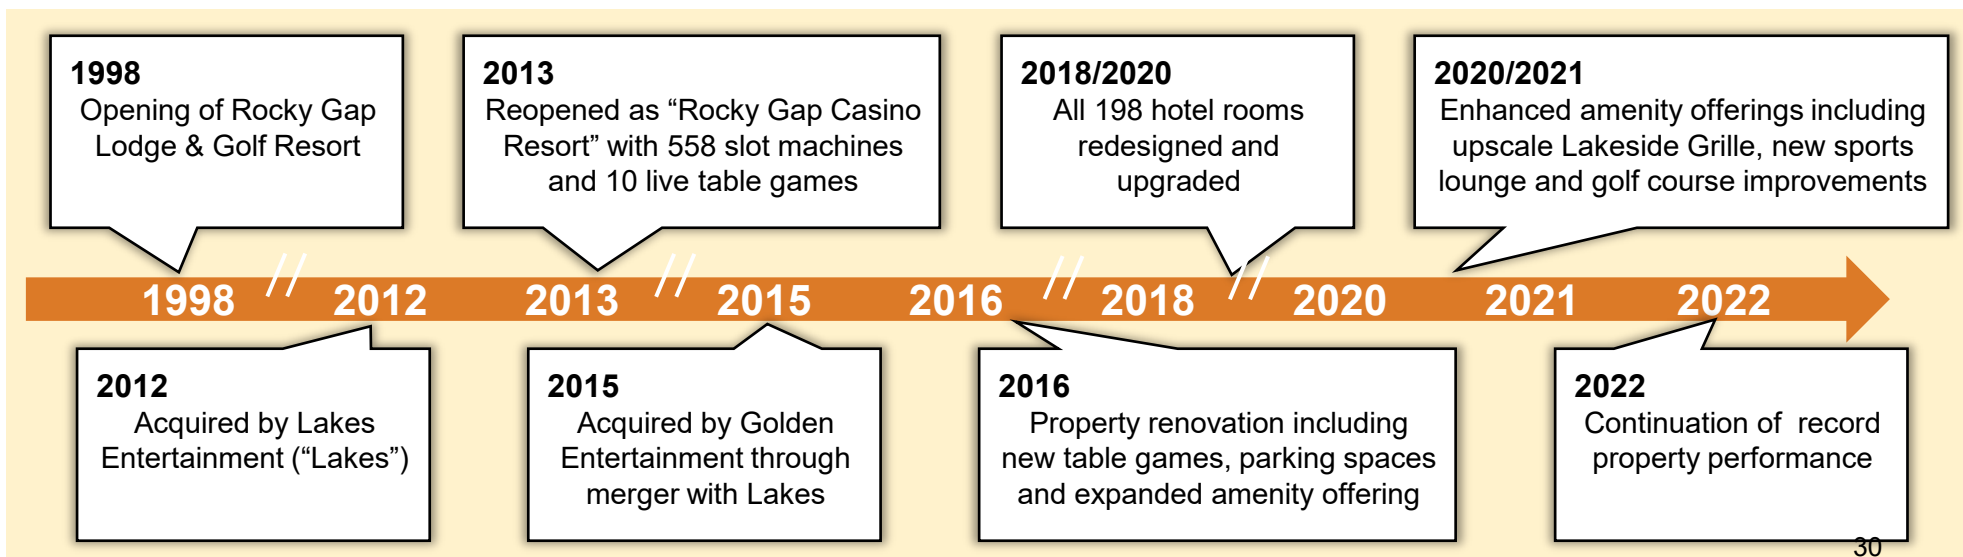 1998
Opening of Rocky Gap
Lodge & Golf Resort
2013
Reopened as “Rocky Gap Casino
Resort” with 558 slot machines
and 10 live table games
2018/2020
All 198 hotel rooms
redesigned and
upgraded
2020/2021
Enhanced amenity offerings including
upscale Lakeside Grille, new sports
lounge and golf course improvements
1998 // 2012 2013 // 2015 2016 // 2018 // 2020 2021 2022
2012
Acquired by Lakes
Entertainment (“Lakes”)
2015
Acquired by Golden
Entertainment through
merger with Lakes
2016
Property renovation including
new table games, parking spaces
and expanded amenity offering
2022
Continuation of  record
property performance
30